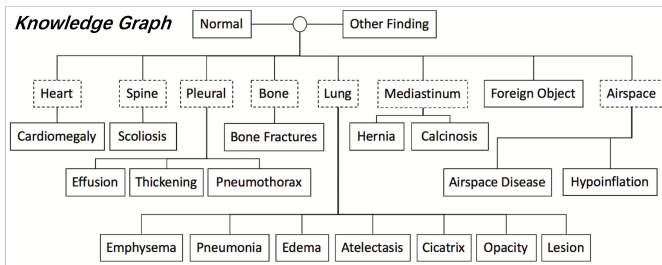 Knowledge Graph
Normal
Other Finding
Heart
Spine
Pleural
Bone
Lung
Mediastinum
Foreign Object
Airspace
Cardiomegaly
Scoliosis
Bone Fractures
Hernia
Calcinosis
Effusion
Thickening
Pneumothorax
Airspace Disease
Hypoinflation
Emphysema
Pneumonia
Edema
Atelectasis
Cicatrix
Opacity
Lesion